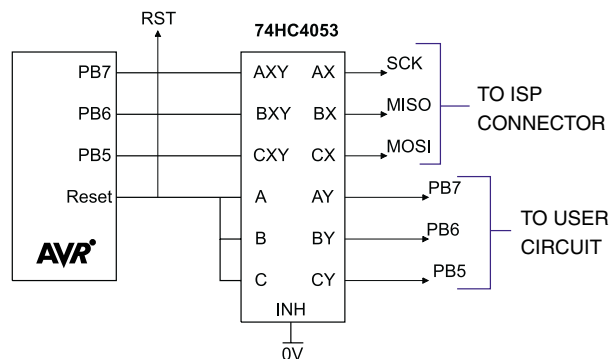 RST
74HC4053
PB7
PB6
PB5
Reset
AVR
AXY
BXY
CXY
A
B
C
AX
BX
CX
AY
BY
CY
INH
0V
SCK
MISO
MOSI
TO ISP
CONNECTOR
PB7
PB6
PB5
TO USER
CIRCUIT